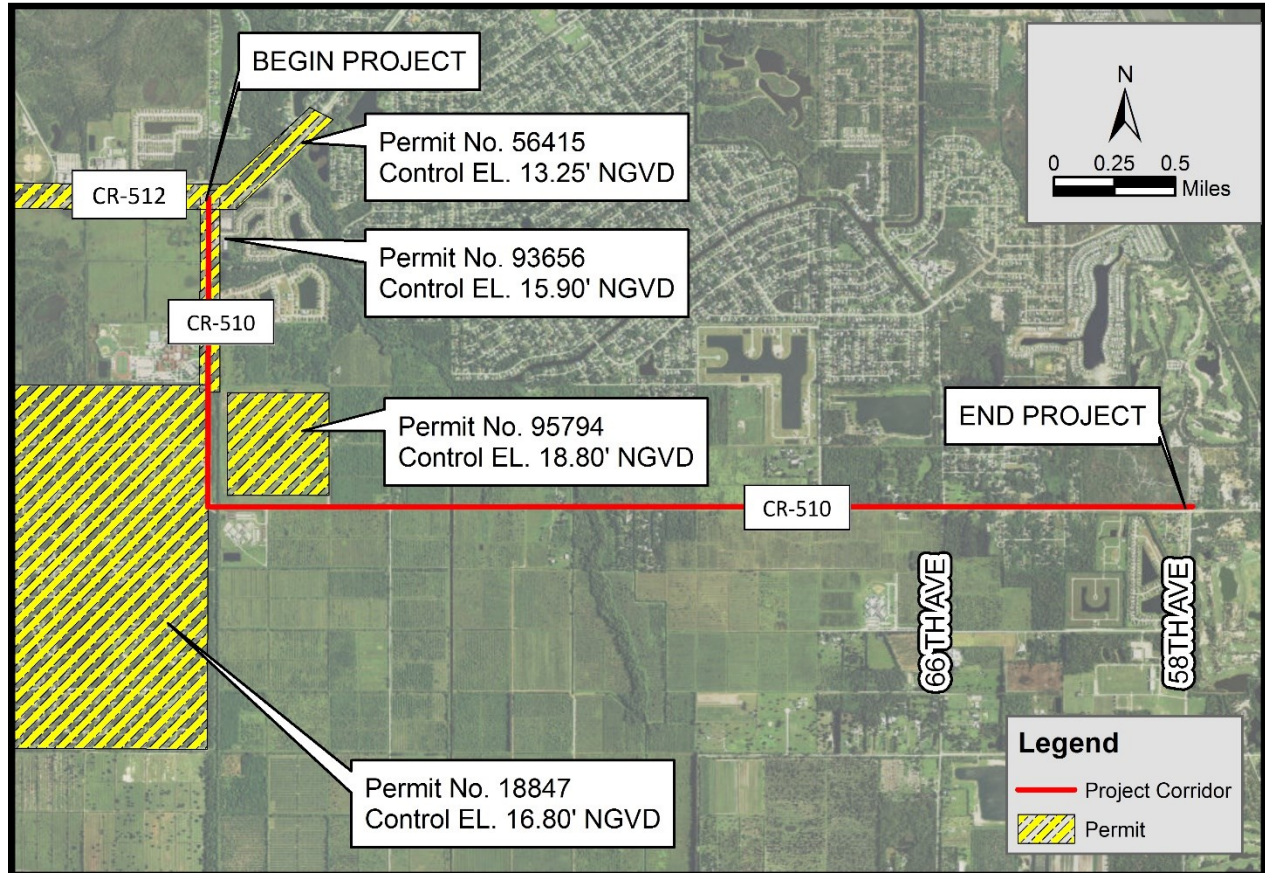 BEGIN PROJECT
N
0 0.25 0.5
Miles
Permit No. 56415
Control EL. 13.25' NGVD
CR-512
Permit No. 93656
Control EL. 15.90' NGVD
CR-510
Permit No. 95794
Control EL. 18.80' NGVD
END PROJECT
CR-510
66TH AVE
58TH AVE
Permit No. 18847
Control EL. 16.80' NGVD
Legend
Project Corridor
Permit